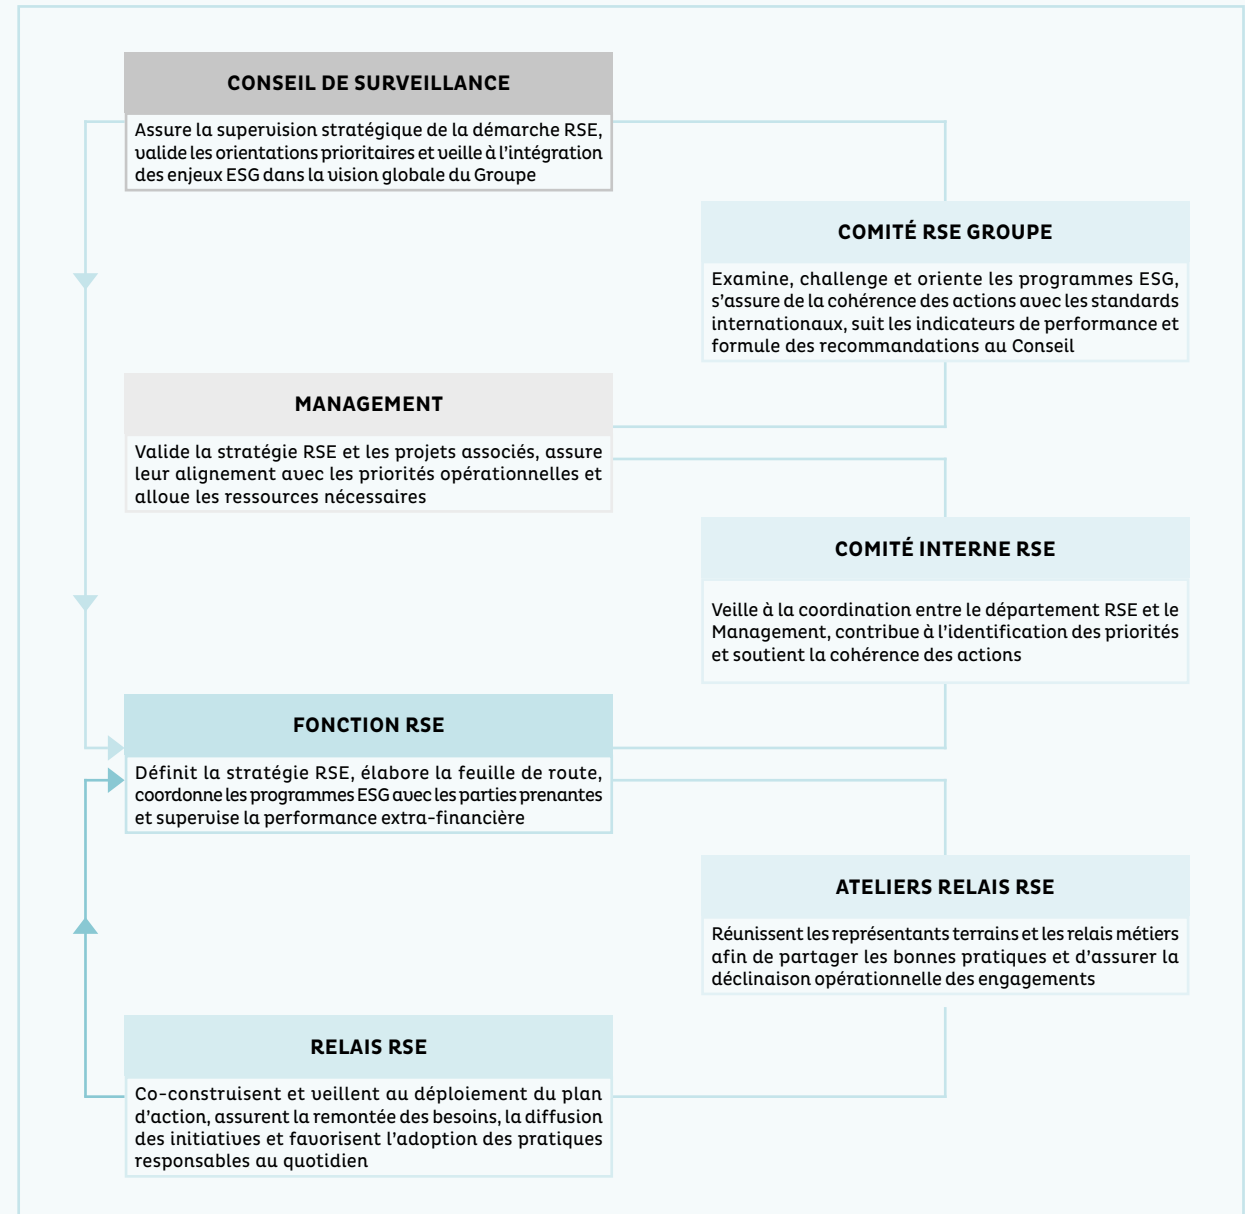 CONSEIL DE SURVEILLANCE
Assure la supervision stratégique de la démarche RSE,
valide les orientations prioritaires et veille à l'intégration
des enjeux ESG dans la vision globale du Groupe
COMITÉ RSE GROUPE
Examine, challenge et oriente les programmes ESG,
s'assure de la cohérence des actions avec les standards
internationaux, suit les indicateurs de performance et
formule des recommandations au Conseil
MANAGEMENT
Valide la stratégie RSE et les projets associés, assure
leur alignement avec les priorités opérationnelles et
alloue les ressources nécessaires
COMITÉ INTERNE RSE
Veille à la coordination entre le département RSE et le
Management, contribue à l'identification des priorités
et soutient la cohérence des actions
FONCTION RSE
Définit la stratégie RSE, élabore la feuille de route,
coordonne les programmes ESG avec les parties prenantes
et supervise la performance extra-financière
ATELIERS RELAIS RSE
Réunissent les représentants terrains et les relais métiers
afin de partager les bonnes pratiques et d'assurer la
déclinaison opérationnelle des engagements
RELAIS RSE
Co-construisent et veillent au déploiement du plan
d'action, assurent la remontée des besoins, la diffusion
des initiatives et favorisent l'adoption des pratiques
responsables au quotidien